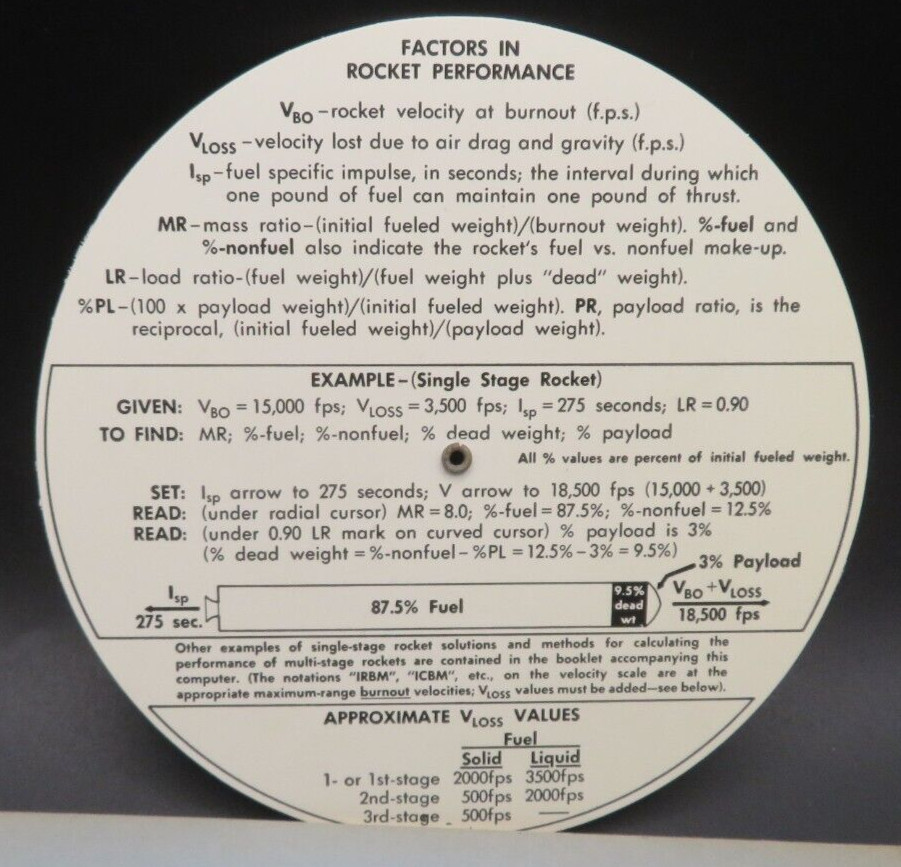 FACTORS IN
ROCKET PERFORMANCE
VBO–rocket velocity at burnout (f.p.s.)
VLOSS–velocity lost due to air drag and gravity (f.p.s.)
Isp–fuel specific impulse, in seconds; the interval during which
one pound of fuel can maintain one pound of thrust.
MR–mass ratio–(initial fueled weight)/(burnout weight). %-fuel and
%-nonfuel also indicate the rocket's fuel vs. nonfuel make-up.
LR–load ratio-(fuel weight)/(fuel weight plus "dead" weight).
%PL–(100 x payload weight)/(initial fueled weight). PR, payload ratio, is the
reciprocal, (initial fueled weight)/(payload weight).
EXAMPLE–(Single Stage Rocket)
GIVEN: VBO = 15,000 fps; VLOSS = 3,500 fps; Isp = 275 seconds; LR = 0.90
TO FIND: MR; %-fuel; %-nonfuel; % dead weight; % payload
All % values are percent of initial fueled weight.
SET: Isp arrow to 275 seconds; V arrow to 18,500 fps (15,000 + 3,500)
READ: (under radial cursor) MR = 8.0; %-fuel = 87.5%; %-nonfuel = 12.5%
READ: (under 0.90 LR mark on curved cursor) % payload is 3%
(% dead weight = %-nonfuel – %PL = 12.5% – 3% = 9.5%)
3% Payload
Isp
275 sec.
87.5% Fuel
9.5%
dead
wt
VBO + VLOSS
18,500 fps
Other examples of single-stage rocket solutions and methods for calculating the
performance of multi-stage rockets are contained in the booklet accompanying this
computer. (The notations "IRBM", "ICBM", etc., on the velocity scale are at the
appropriate maximum-range burnout velocities; VLOSS values must be added—see below).
APPROXIMATE VLOSS VALUES
Fuel
Solid Liquid
1- or 1st-stage 2000fps 3500fps
2nd-stage 500fps 2000fps
3rd-stage 500fps —